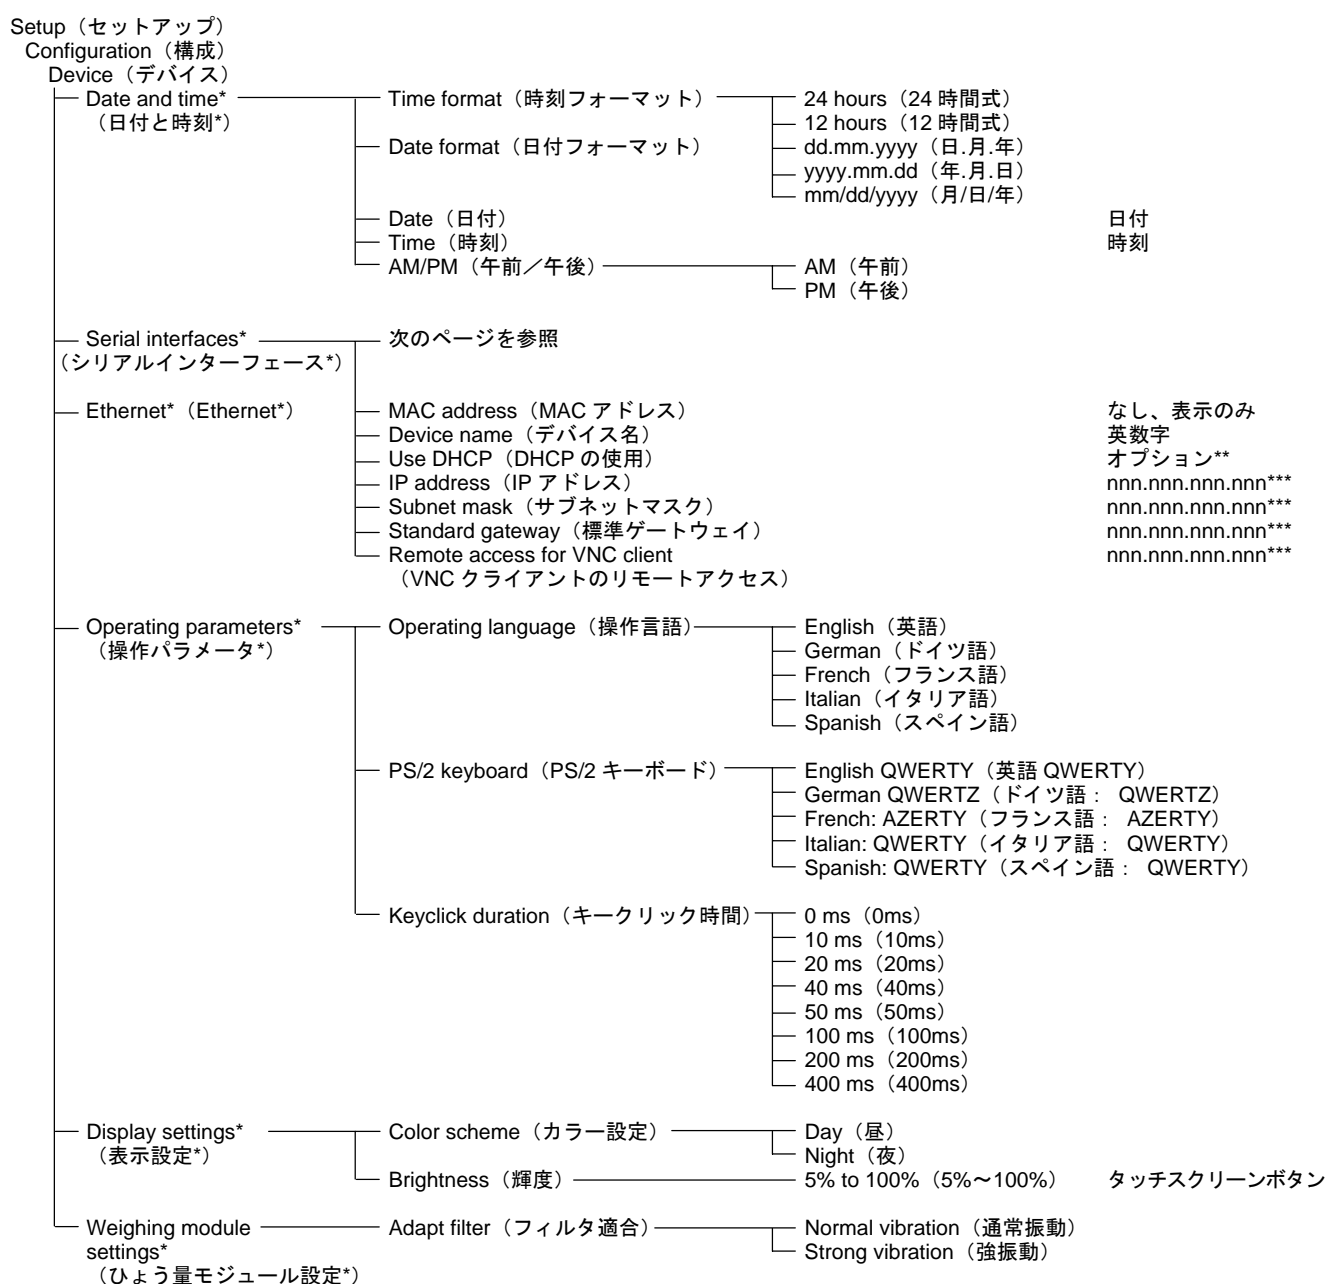 Setup（セットアップ）
Configuration（構成）
Device（デバイス）
Date and time* Time format（時刻フォーマット） 24 hours（24 時間式）
（日付と時刻*） 12 hours（12 時間式）
Date format（日付フォーマット） dd.mm.yyyy（日.月.年）
yyyy.mm.dd（年.月.日）
mm/dd/yyyy（月/日/年）
Date（日付） 日付
Time（時刻） 時刻
AM/PM（午前／午後） AM（午前）
PM（午後）
Serial interfaces* 次のページを参照
（シリアルインターフェース*）
Ethernet*（Ethernet*） MAC address（MAC アドレス） なし、表示のみ
Device name（デバイス名） 英数字
Use DHCP（DHCP の使用） オプション**
IP address（IP アドレス） nnn.nnn.nnn.nnn***
Subnet mask（サブネットマスク） nnn.nnn.nnn.nnn***
Standard gateway（標準ゲートウェイ） nnn.nnn.nnn.nnn***
Remote access for VNC client nnn.nnn.nnn.nnn***
（VNC クライアントのリモートアクセス）
Operating parameters* Operating language（操作言語） English（英語）
（操作パラメータ*） German（ドイツ語）
French（フランス語）
Italian（イタリア語）
Spanish（スペイン語）
PS/2 keyboard（PS/2 キーボード） English QWERTY（英語 QWERTY）
German QWERTZ（ドイツ語： QWERTZ）
French: AZERTY（フランス語： AZERTY）
Italian: QWERTY（イタリア語： QWERTY）
Spanish: QWERTY（スペイン語： QWERTY）
Keyclick duration（キークリック時間） 0 ms（0ms）
10 ms（10ms）
20 ms（20ms）
40 ms（40ms）
50 ms（50ms）
100 ms（100ms）
200 ms（200ms）
400 ms（400ms）
Display settings* Color scheme（カラー設定） Day（昼）
（表示設定*） Night（夜）
Brightness（輝度） 5% to 100%（5%～100%） タッチスクリーンボタン
Weighing module Adapt filter（フィルタ適合） Normal vibration（通常振動）
settings* Strong vibration（強振動）
（ひょう量モジュール設定*）